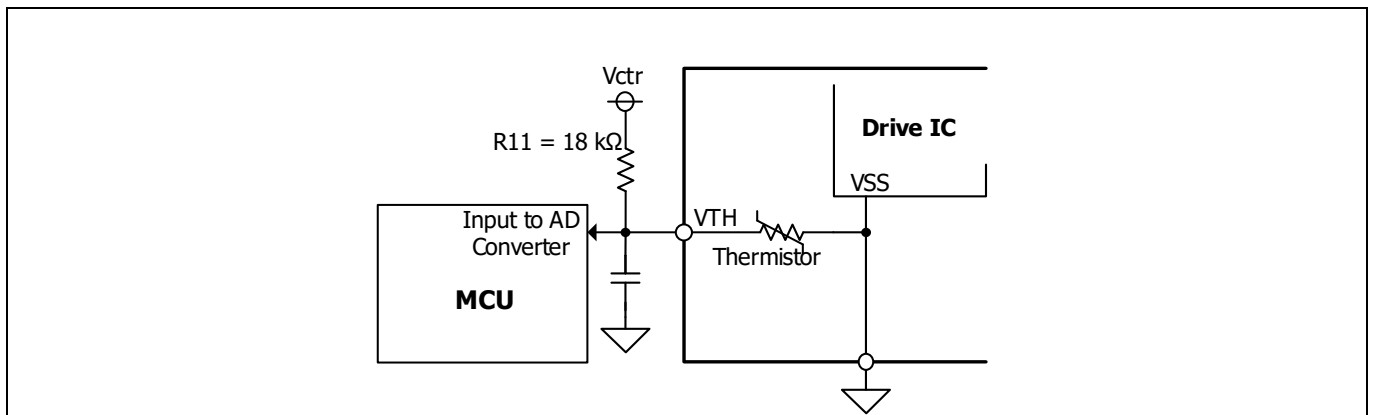 Vctr
R11 = 18 kΩ
Drive IC
VSS
Input to AD
Converter
VTH
Thermistor
MCU